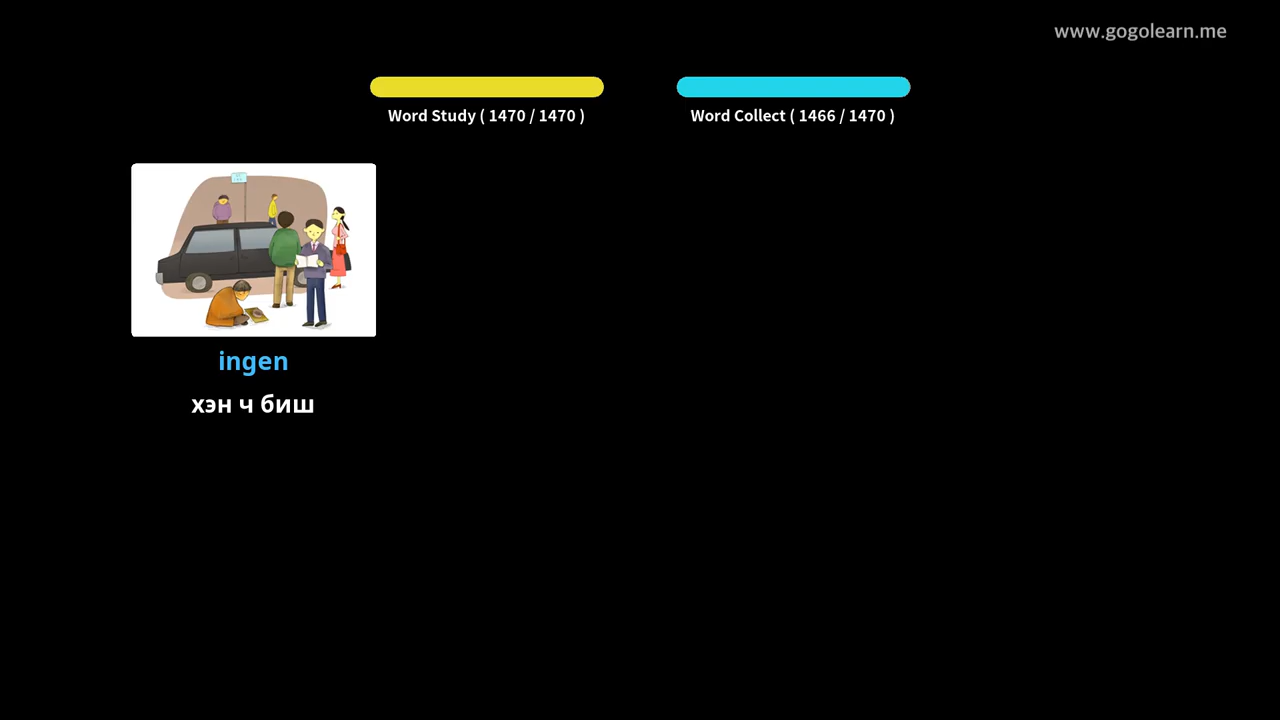 www.gogolearn.me
Word Study ( 1470 / 1470 )
Word Collect ( 1466 / 1470 )
ingen
хэн ч биш